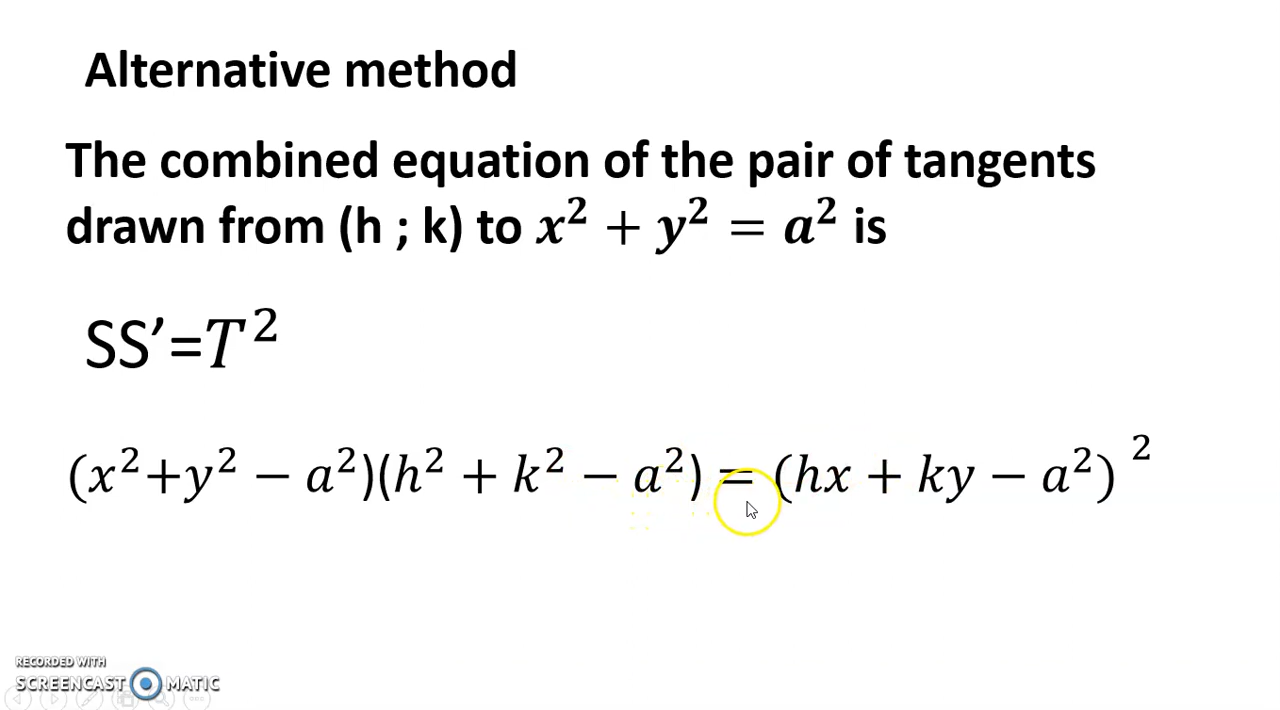 Alternative method
The combined equation of the pair of tangents
drawn from (h ; k) to x² + y² = a² is
SS’=T²
(x²+y² − a²)(h² + k² − a²) = (hx + ky − a²) ²
RECORDED WITH
SCREENCAST MATIC